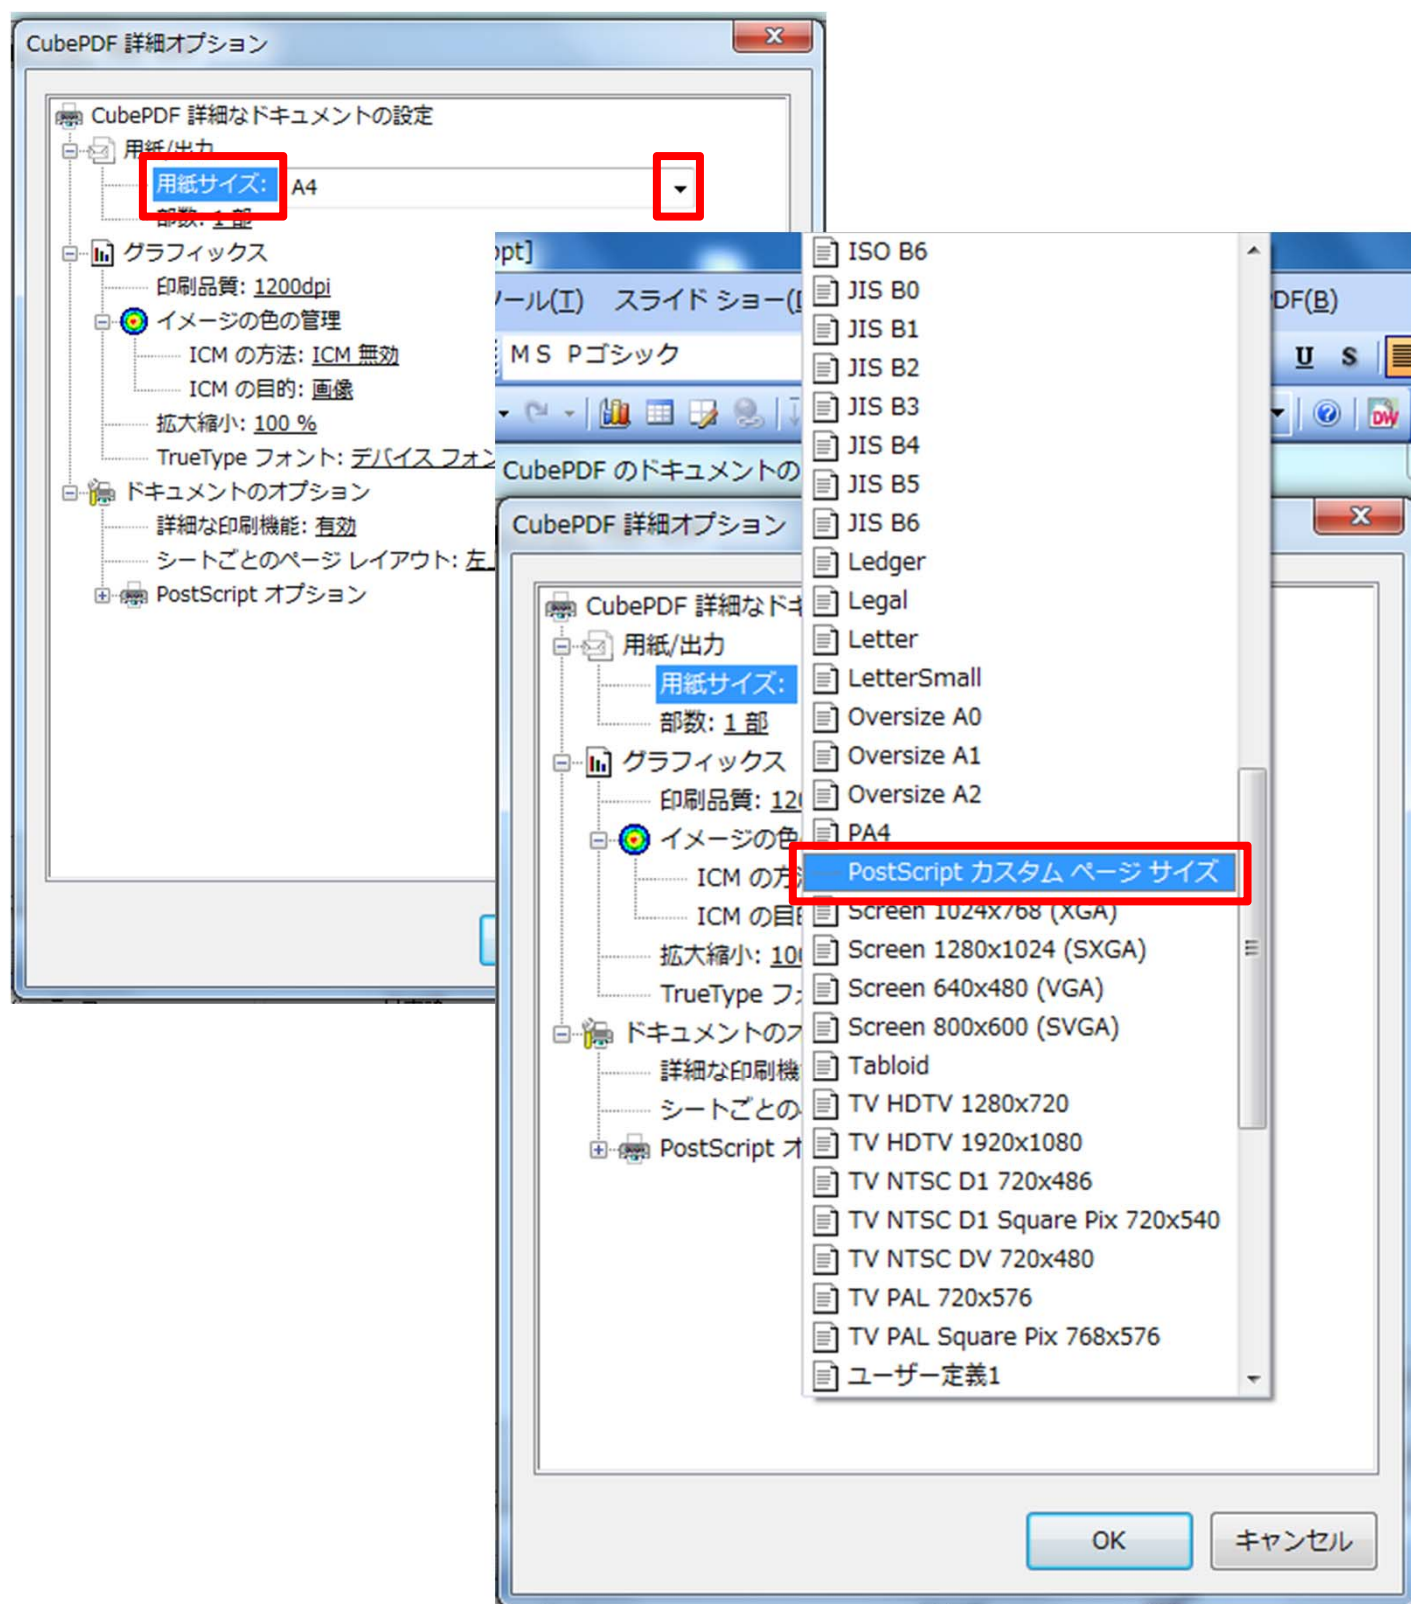 CubePDF 詳細オプション
CubePDF 詳細なドキュメントの設定
用紙/出力
用紙サイズ: A4
部数: 1 部
グラフィックス
印刷品質: 1200dpi
イメージの色の管理
ICM の方法: ICM 無効
ICM の目的: 画像
拡大縮小: 100 %
TrueType フォント: デバイス フォン
ドキュメントのオプション
詳細な印刷機能: 有効
シートごとのページ レイアウト: 左
PostScript オプション
ppt]
ール(T) スライド ショー(D
DF(B)
MS Pゴシック
U S
DW
CubePDF のドキュメントの
CubePDF 詳細オプション
CubePDF 詳細なドキ
用紙/出力
用紙サイズ:
部数: 1 部
グラフィックス
印刷品質: 120
イメージの色
ICM の方
ICM の目
拡大縮小: 100
TrueType フ
ドキュメントのオ
詳細な印刷機
シートごとの
PostScript オ
ISO B6
JIS B0
JIS B1
JIS B2
JIS B3
JIS B4
JIS B5
JIS B6
Ledger
Legal
Letter
LetterSmall
Oversize A0
Oversize A1
Oversize A2
PA4
PostScript カスタム ページ サイズ
Screen 1024x768 (XGA)
Screen 1280x1024 (SXGA)
Screen 640x480 (VGA)
Screen 800x600 (SVGA)
Tabloid
TV HDTV 1280x720
TV HDTV 1920x1080
TV NTSC D1 720x486
TV NTSC D1 Square Pix 720x540
TV NTSC DV 720x480
TV PAL 720x576
TV PAL Square Pix 768x576
ユーザー定義1
OK キャンセル